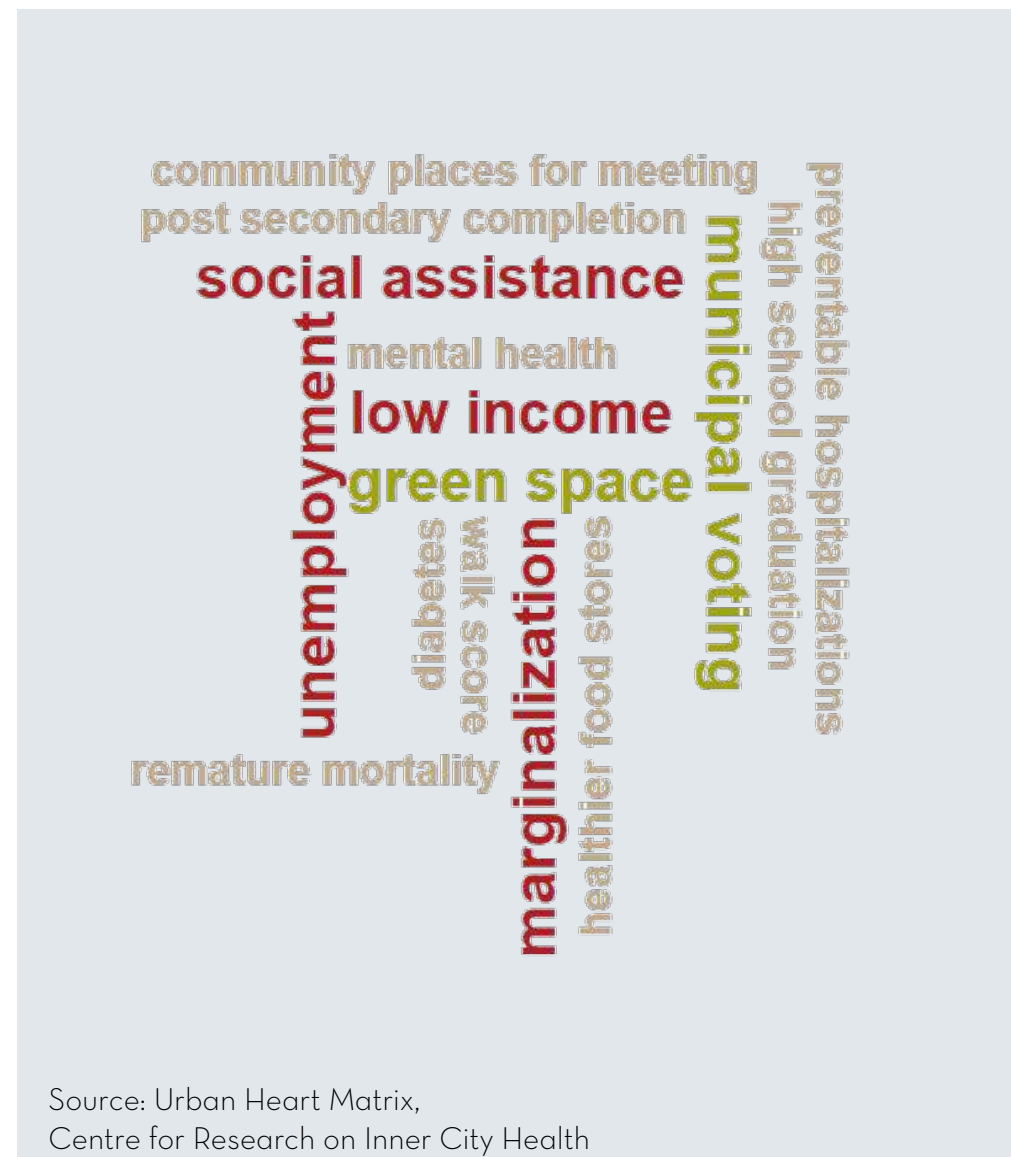 community places for meeting
post secondary completion
social assistance
mental health
low income
green space
unemployment
diabetes
walk score
marginalization
healthier food stores
municipal voting
high school graduation
preventable hospitalizations
remature mortality
Source: Urban Heart Matrix,
Centre for Research on Inner City Health